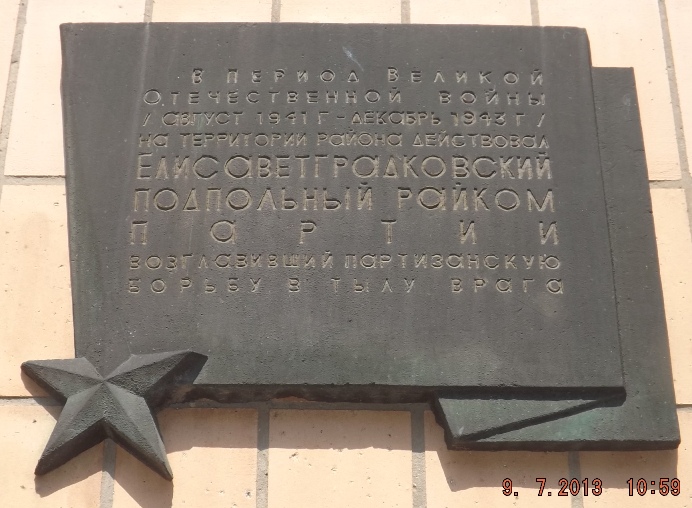 В ПЕРИОД ВЕЛИКОЙ
ОТЕЧЕСТВЕННОЙ ВОЙНЫ
/АВГУСТ 1941 Г-ДЕКАБРЬ 1943 Г/
НА ТЕРРИТОРИИ РАЙОНА ДЕЙСТВОВАЛ
ЕЛИСАВЕТГРАДКОВСКИЙ
ПОДПОЛЬНЫЙ РАЙКОМ
ПАРТИИ
ВОЗГЛАВИВШИЙ ПАРТИЗАНСКУЮ
БОРЬБУ В ТЫЛУ ВРАГА
9. 7.2013 10:59